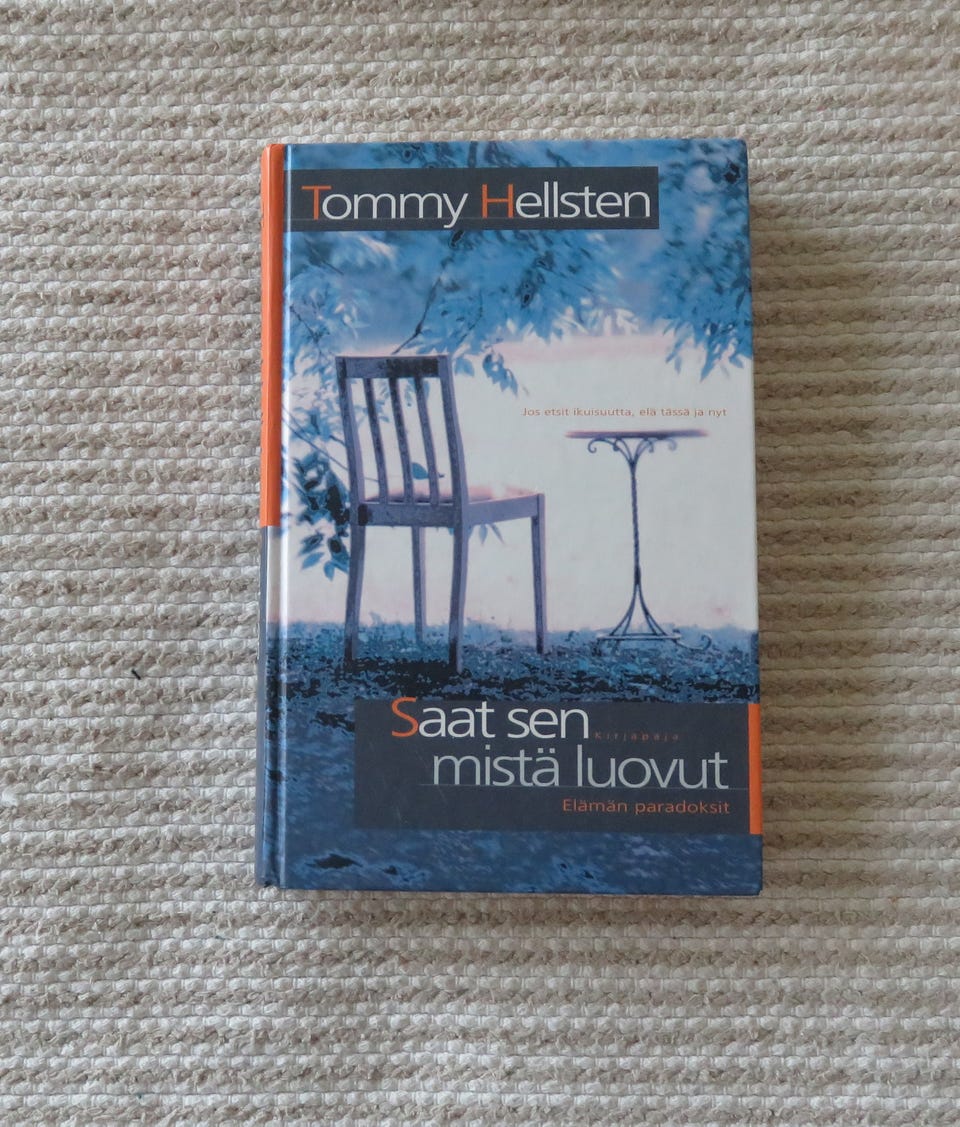 Tommy Hellsten
Jos etsit ikuisuutta, elä tässä ja nyt
Saat sen
Kirjapaja
mistä luovut
Elämän paradoksit